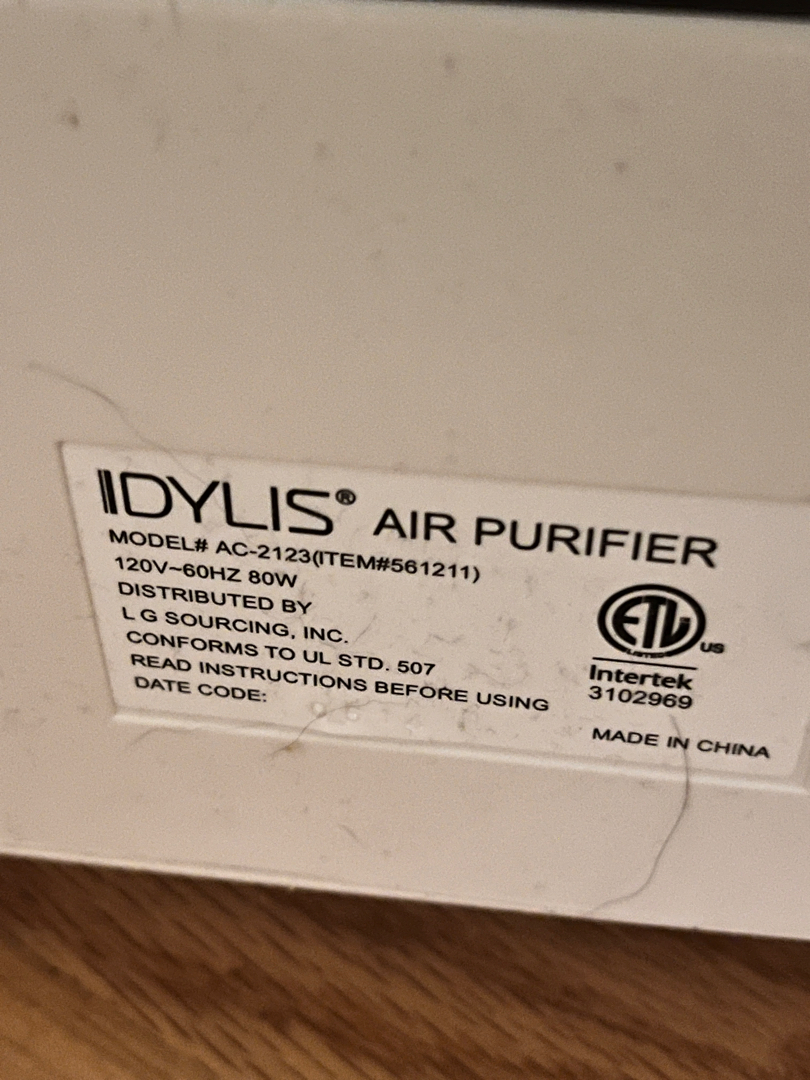 IDYLIS® AIR PURIFIER
MODEL# AC-2123(ITEM#561211)
120V~60HZ 80W
DISTRIBUTED BY
L G SOURCING, INC.
CONFORMS TO UL STD. 507
READ INSTRUCTIONS BEFORE USING
DATE CODE:
ETL US
LISTED
Intertek
3102969
MADE IN CHINA